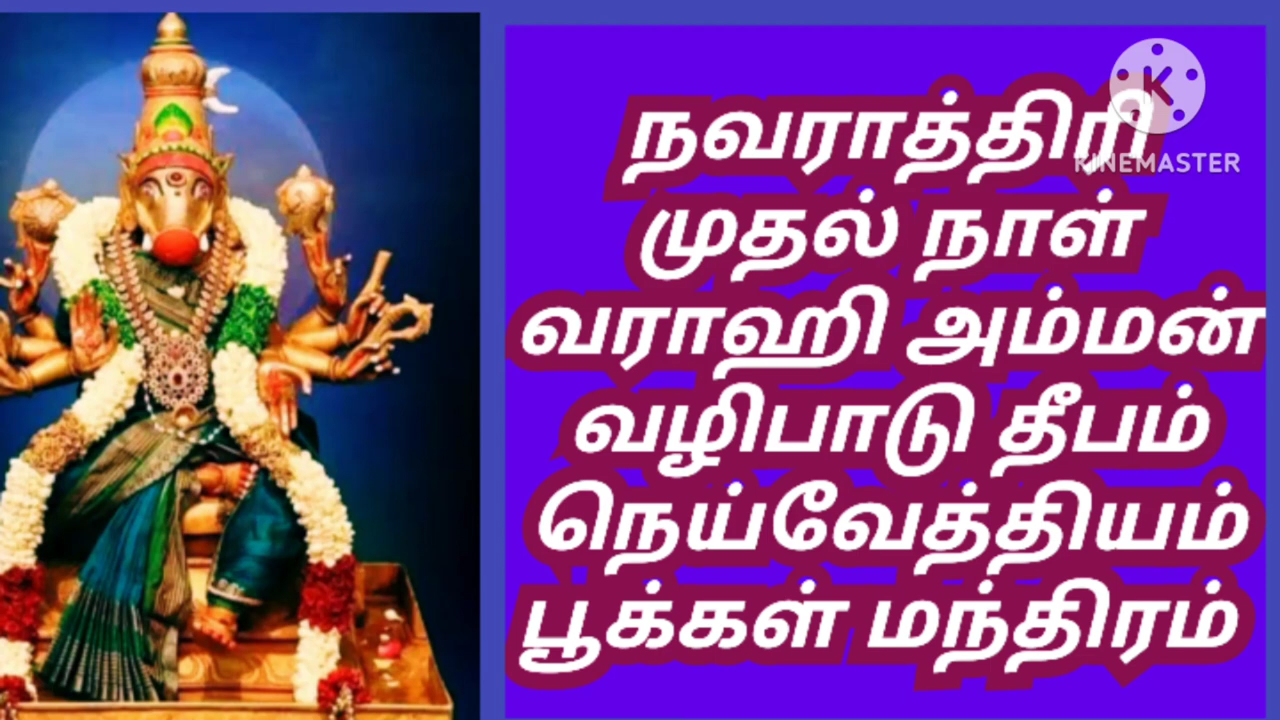 நவராத்திரி
முதல் நாள்
வராஹி அம்மன்
வழிபாடு தீபம்
நெய்வேத்தியம்
பூக்கள் மந்திரம்
K
KINEMASTER